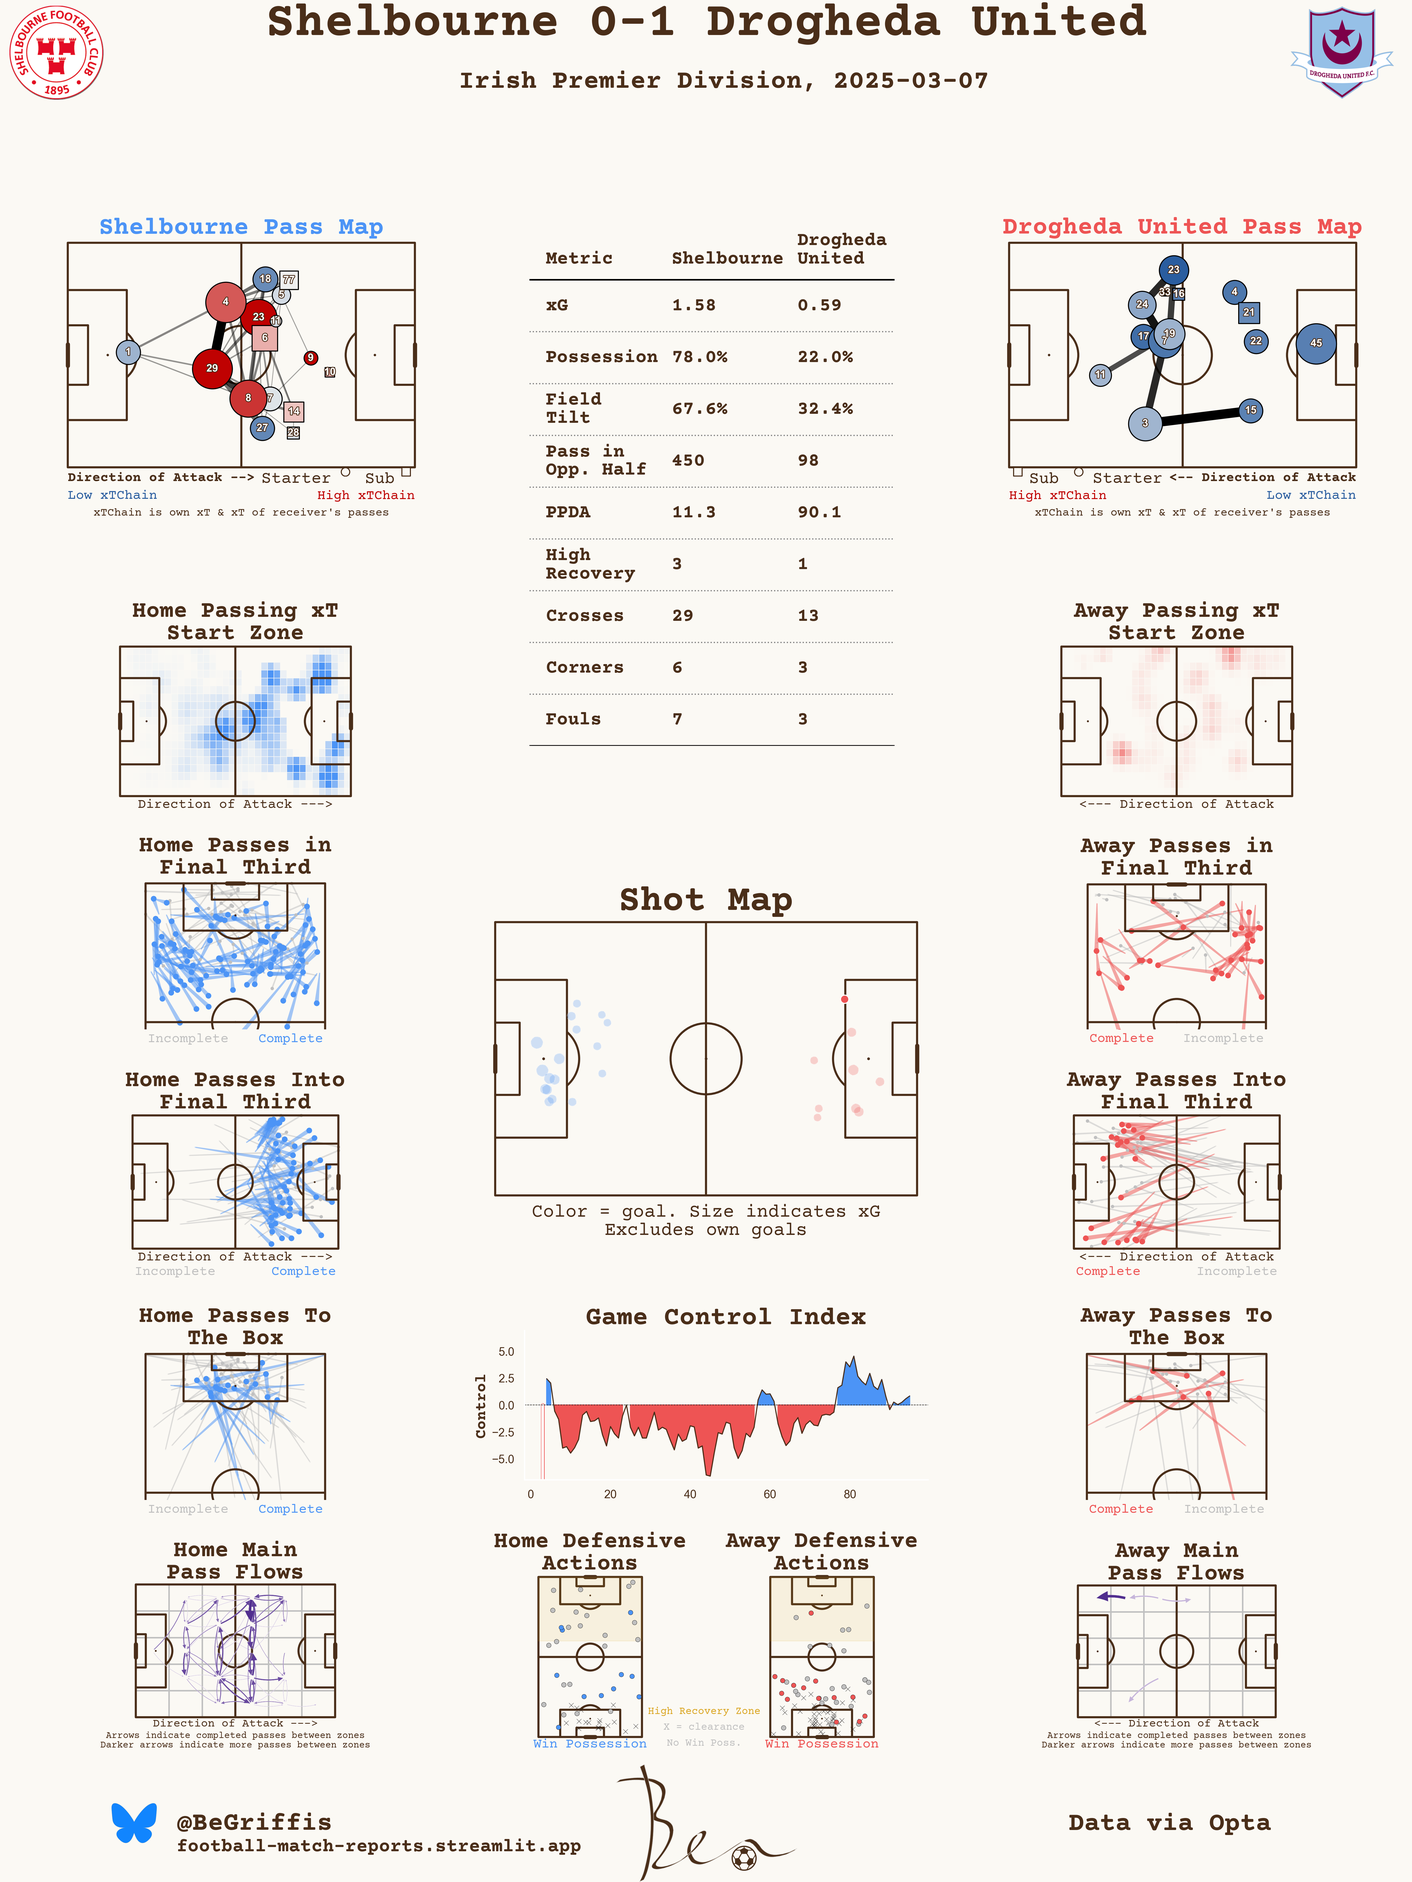 Shelbourne 0-1 Drogheda United
Irish Premier Division, 2025-03-07
SHELBOURNE FOOTBALL CLUB
1895
DROGHEDA UNITED F.C.
Shelbourne Pass Map
18 77
5
4
23 11
6
1
9
29 10
8 7
14
27 28
Direction of Attack --> Starter Sub
Low xTChain High xTChain
xTChain is own xT & xT of receiver's passes
Metric Shelbourne Drogheda United
xG 1.58 0.59
Possession 78.0% 22.0%
Field Tilt 67.6% 32.4%
Pass in Opp. Half 450 98
PPDA 11.3 90.1
High Recovery 3 1
Crosses 29 13
Corners 6 3
Fouls 7 3
Drogheda United Pass Map
23
33 16 4
24 21
17 7 19 22 45
11
3 15
Sub Starter <-- Direction of Attack
High xTChain Low xTChain
xTChain is own xT & xT of receiver's passes
Home Passing xT
Start Zone
Direction of Attack --->
Away Passing xT
Start Zone
<--- Direction of Attack
Home Passes in
Final Third
Incomplete Complete
Away Passes in
Final Third
Complete Incomplete
Shot Map
Color = goal. Size indicates xG
Excludes own goals
Home Passes Into
Final Third
Direction of Attack --->
Incomplete Complete
Away Passes Into
Final Third
<--- Direction of Attack
Complete Incomplete
Home Passes To
The Box
Incomplete Complete
Game Control Index
Control
5.0
2.5
0.0
−2.5
−5.0
0 20 40 60 80
Away Passes To
The Box
Complete Incomplete
Home Main
Pass Flows
Direction of Attack --->
Arrows indicate completed passes between zones
Darker arrows indicate more passes between zones
Home Defensive
Actions
Win Possession
High Recovery Zone
X = clearance
No Win Poss.
Away Defensive
Actions
Win Possession
Away Main
Pass Flows
<--- Direction of Attack
Arrows indicate completed passes between zones
Darker arrows indicate more passes between zones
@BeGriffis
football-match-reports.streamlit.app
Ben
Data via Opta